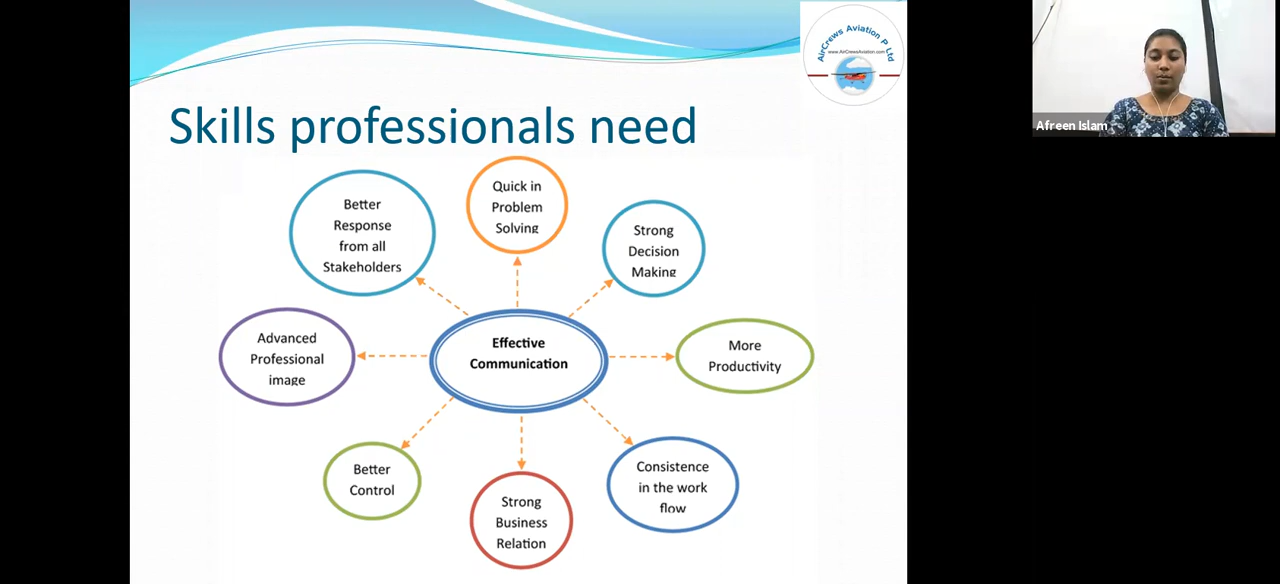 AirCrews Aviation P Ltd
www.AirCrewsAviation.com
Afreen Islam
Skills professionals need
Better
Response
from all
Stakeholders
Quick in
Problem
Solving
Strong
Decision
Making
Advanced
Professional
image
Effective
Communication
More
Productivity
Better
Control
Strong
Business
Relation
Consistence
in the work
flow